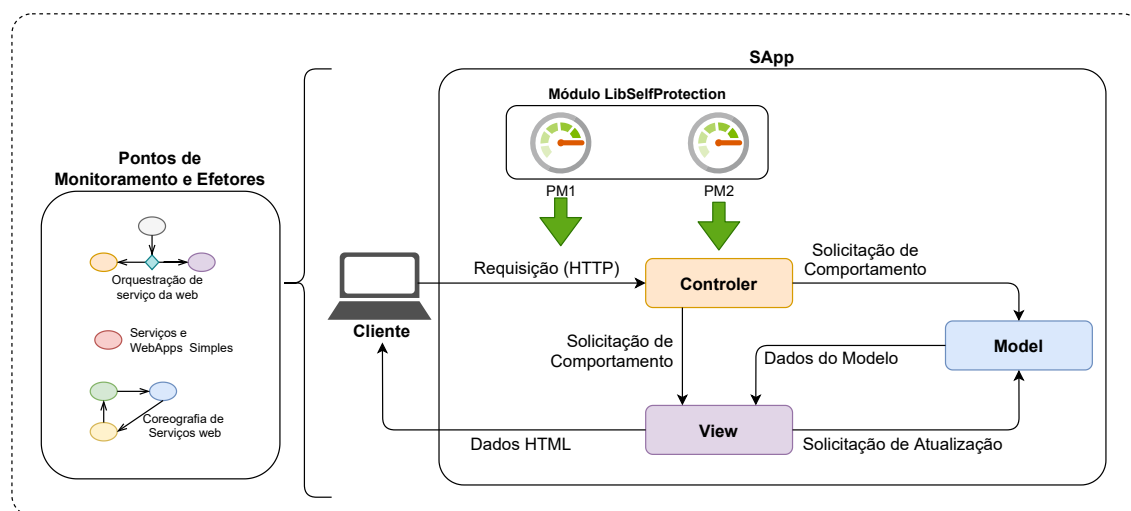 SApp
Módulo LibSelfProtection
PM1
PM2
Pontos de
Monitoramento e Efetores
Orquestração de
serviço da web
Serviços e
WebApps Simples
Coreografia de
Serviços web
Cliente
Requisição (HTTP)
Controler
Solicitação de
Comportamento
Solicitação de
Comportamento
Dados do Modelo
Model
View
Dados HTML
Solicitação de Atualização